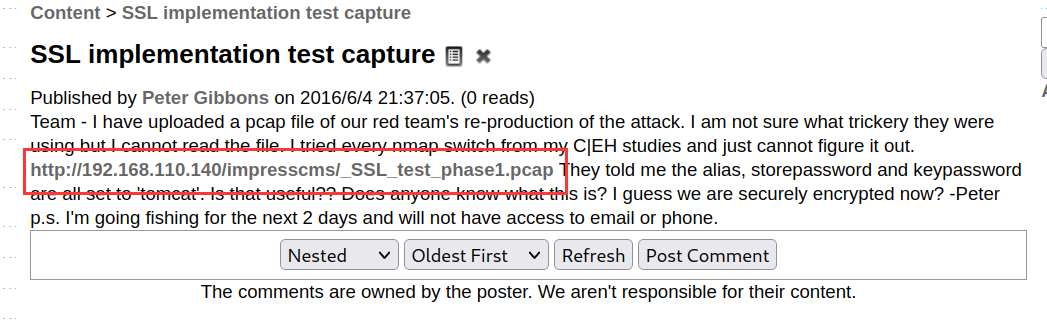 Content > SSL implementation test capture
SSL implementation test capture
Published by Peter Gibbons on 2016/6/4 21:37:05. (0 reads)
Team - I have uploaded a pcap file of our red team's re-production of the attack. I am not sure what trickery they were
using but I cannot read the file. I tried every nmap switch from my C|EH studies and just cannot figure it out.
http://192.168.110.140/impresscms/_SSL_test_phase1.pcap They told me the alias, storepassword and keypassword
are all set to 'tomcat'. Is that useful?? Does anyone know what this is? I guess we are securely encrypted now? -Peter
p.s. I'm going fishing for the next 2 days and will not have access to email or phone.
Nested Oldest First Refresh Post Comment
The comments are owned by the poster. We aren't responsible for their content.